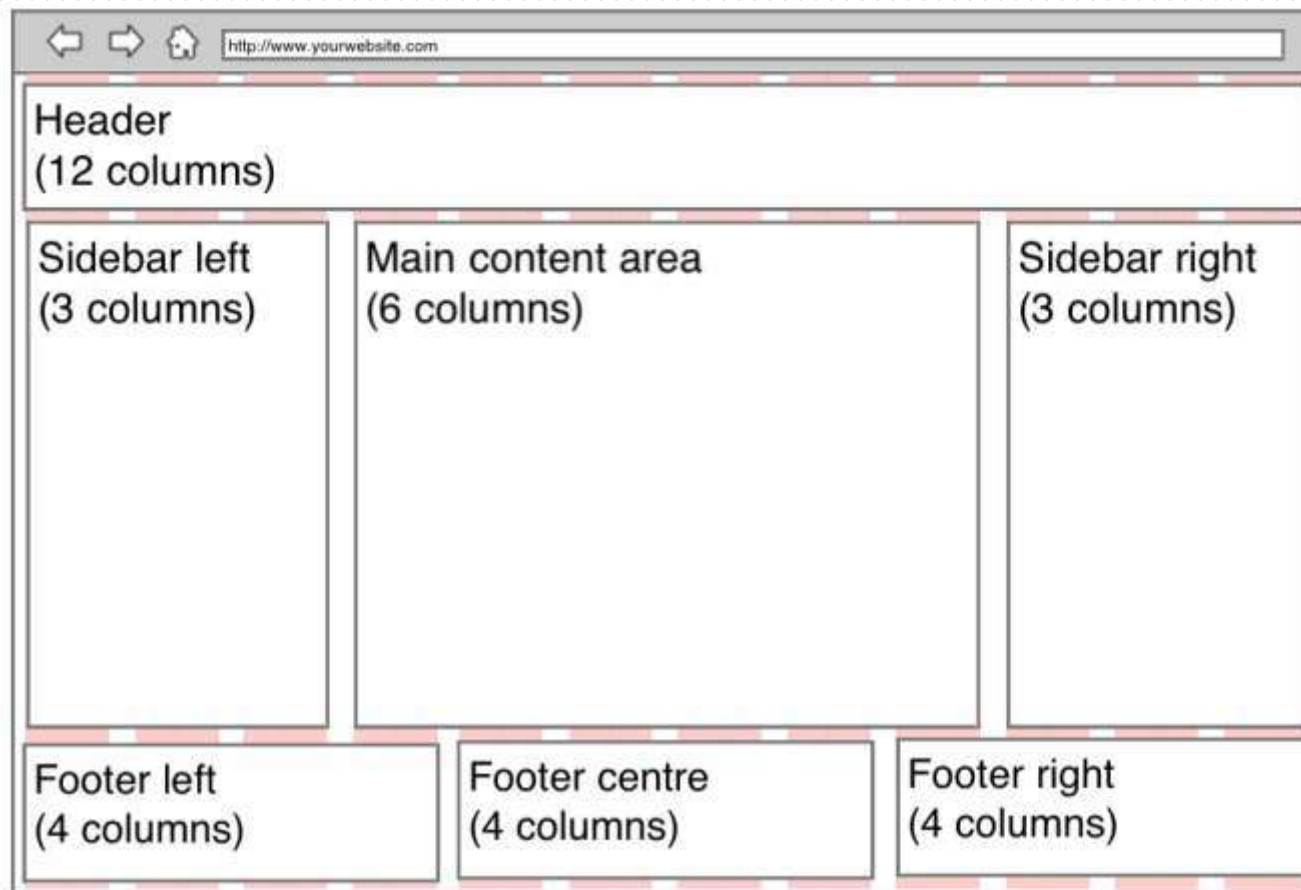 http://www.yourwebsite.com
Header
(12 columns)
Sidebar left
(3 columns)
Main content area
(6 columns)
Sidebar right
(3 columns)
Footer left
(4 columns)
Footer centre
(4 columns)
Footer right
(4 columns)